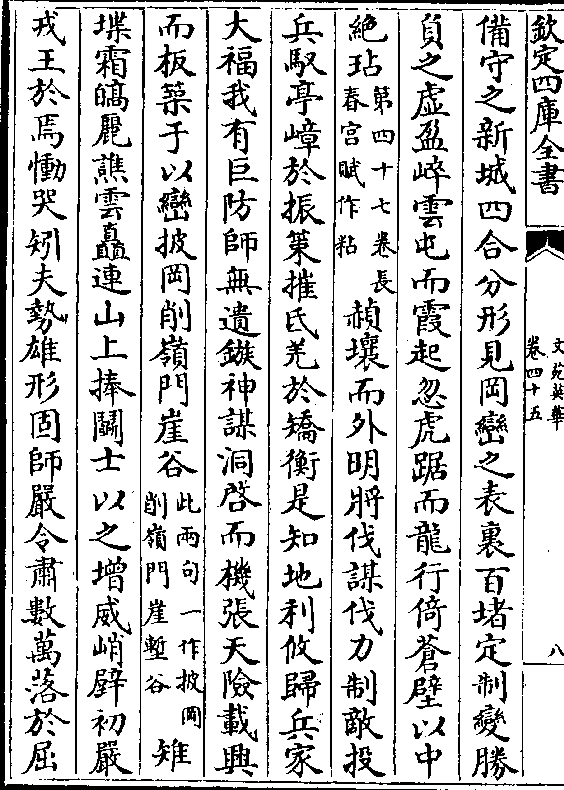 欽定四庫全書
文苑英華
卷四十五
八
備守之新城四合分形見岡巒之表裏百堵定制變勝
負之虛盈崪雲屯而霞起忽虎踞而龍行倚蒼壁以中
絶玷第四十七卷長春宮賦作粘赬壤而外明將伐謀伐力制敵投
兵馭亭嶂於振䇿摧氐羌於矯衡是知地利攸歸兵家
大福我有巨防師無遺鏃神謀洞啓而機張天險載興
而板築于以巒披岡削嶺門崖谷此兩句一作披岡削嶺門崖塹谷雉
堞霜皜麗譙雲矗連山上捧鬬士以之增威峭壁初嚴
戎王於焉慟哭矧夫勢雄形固師嚴令肅數萬落於屈